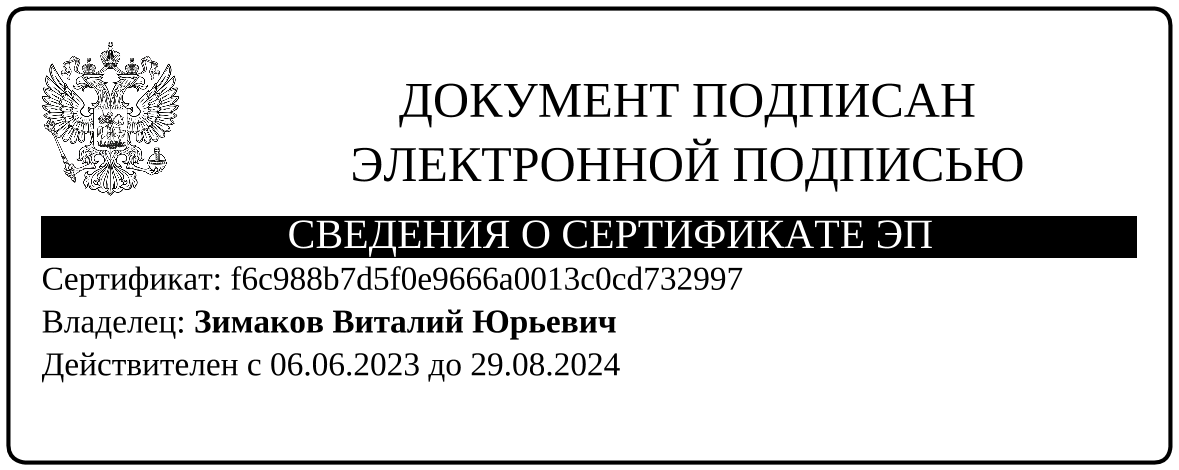 ДОКУМЕНТ ПОДПИСАН
ЭЛЕКТРОННОЙ ПОДПИСЬЮ
СВЕДЕНИЯ О СЕРТИФИКАТЕ ЭП
Сертификат: f6c988b7d5f0e9666a0013c0cd732997
Владелец: Зимаков Виталий Юрьевич
Действителен с 06.06.2023 до 29.08.2024